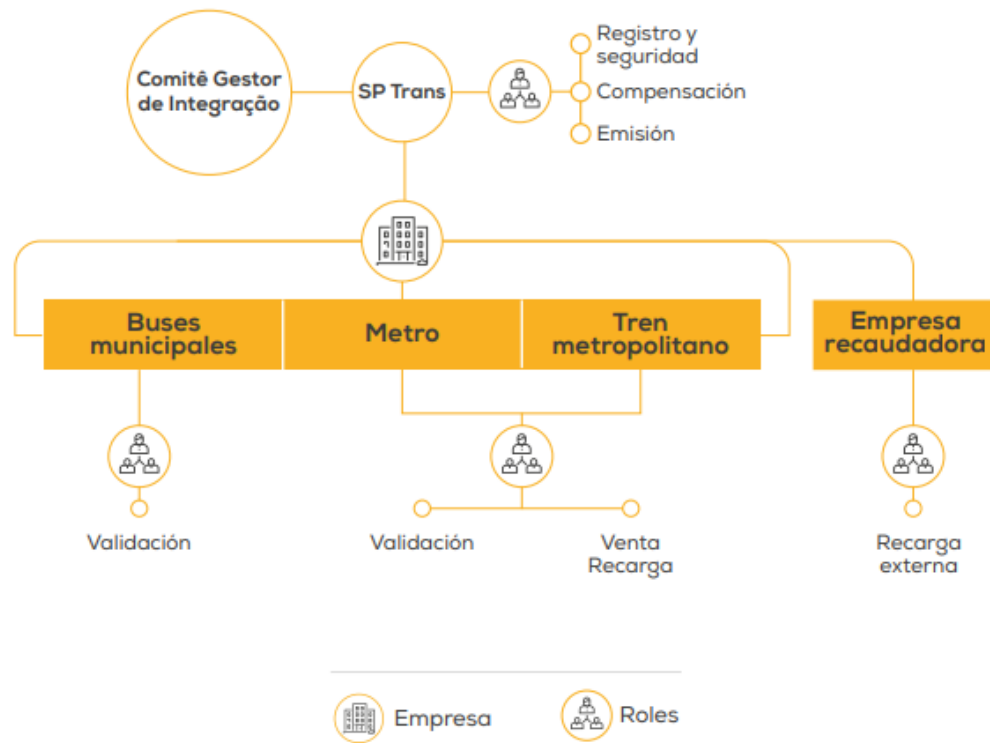 Comitê Gestor
de Integração
SP Trans
Registro y
seguridad
Compensación
Emisión
Buses
municipales
Metro
Tren
metropolitano
Empresa
recaudadora
Validación
Validación
Venta
Recarga
Recarga
externa
Empresa
Roles